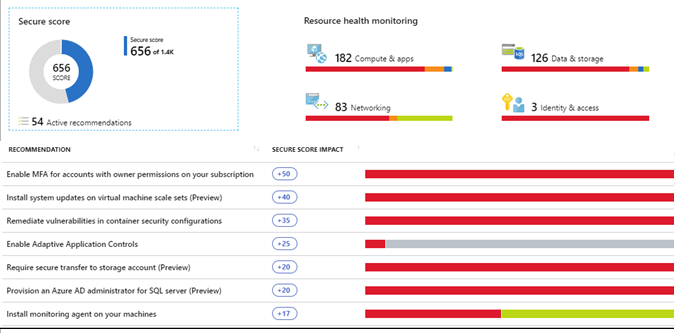 Secure score
Secure score
656 of 1.4K
656
SCORE
54 Active recommendations
Resource health monitoring
182 Compute & apps
SQL
126 Data & storage
83 Networking
3 Identity & access
RECOMMENDATION
SECURE SCORE IMPACT
Enable MFA for accounts with owner permissions on your subscription
+50
Install system updates on virtual machine scale sets (Preview)
+40
Remediate vulnerabilities in container security configurations
+35
Enable Adaptive Application Controls
+25
Require secure transfer to storage account (Preview)
+20
Provision an Azure AD administrator for SQL server (Preview)
+20
Install monitoring agent on your machines
+17